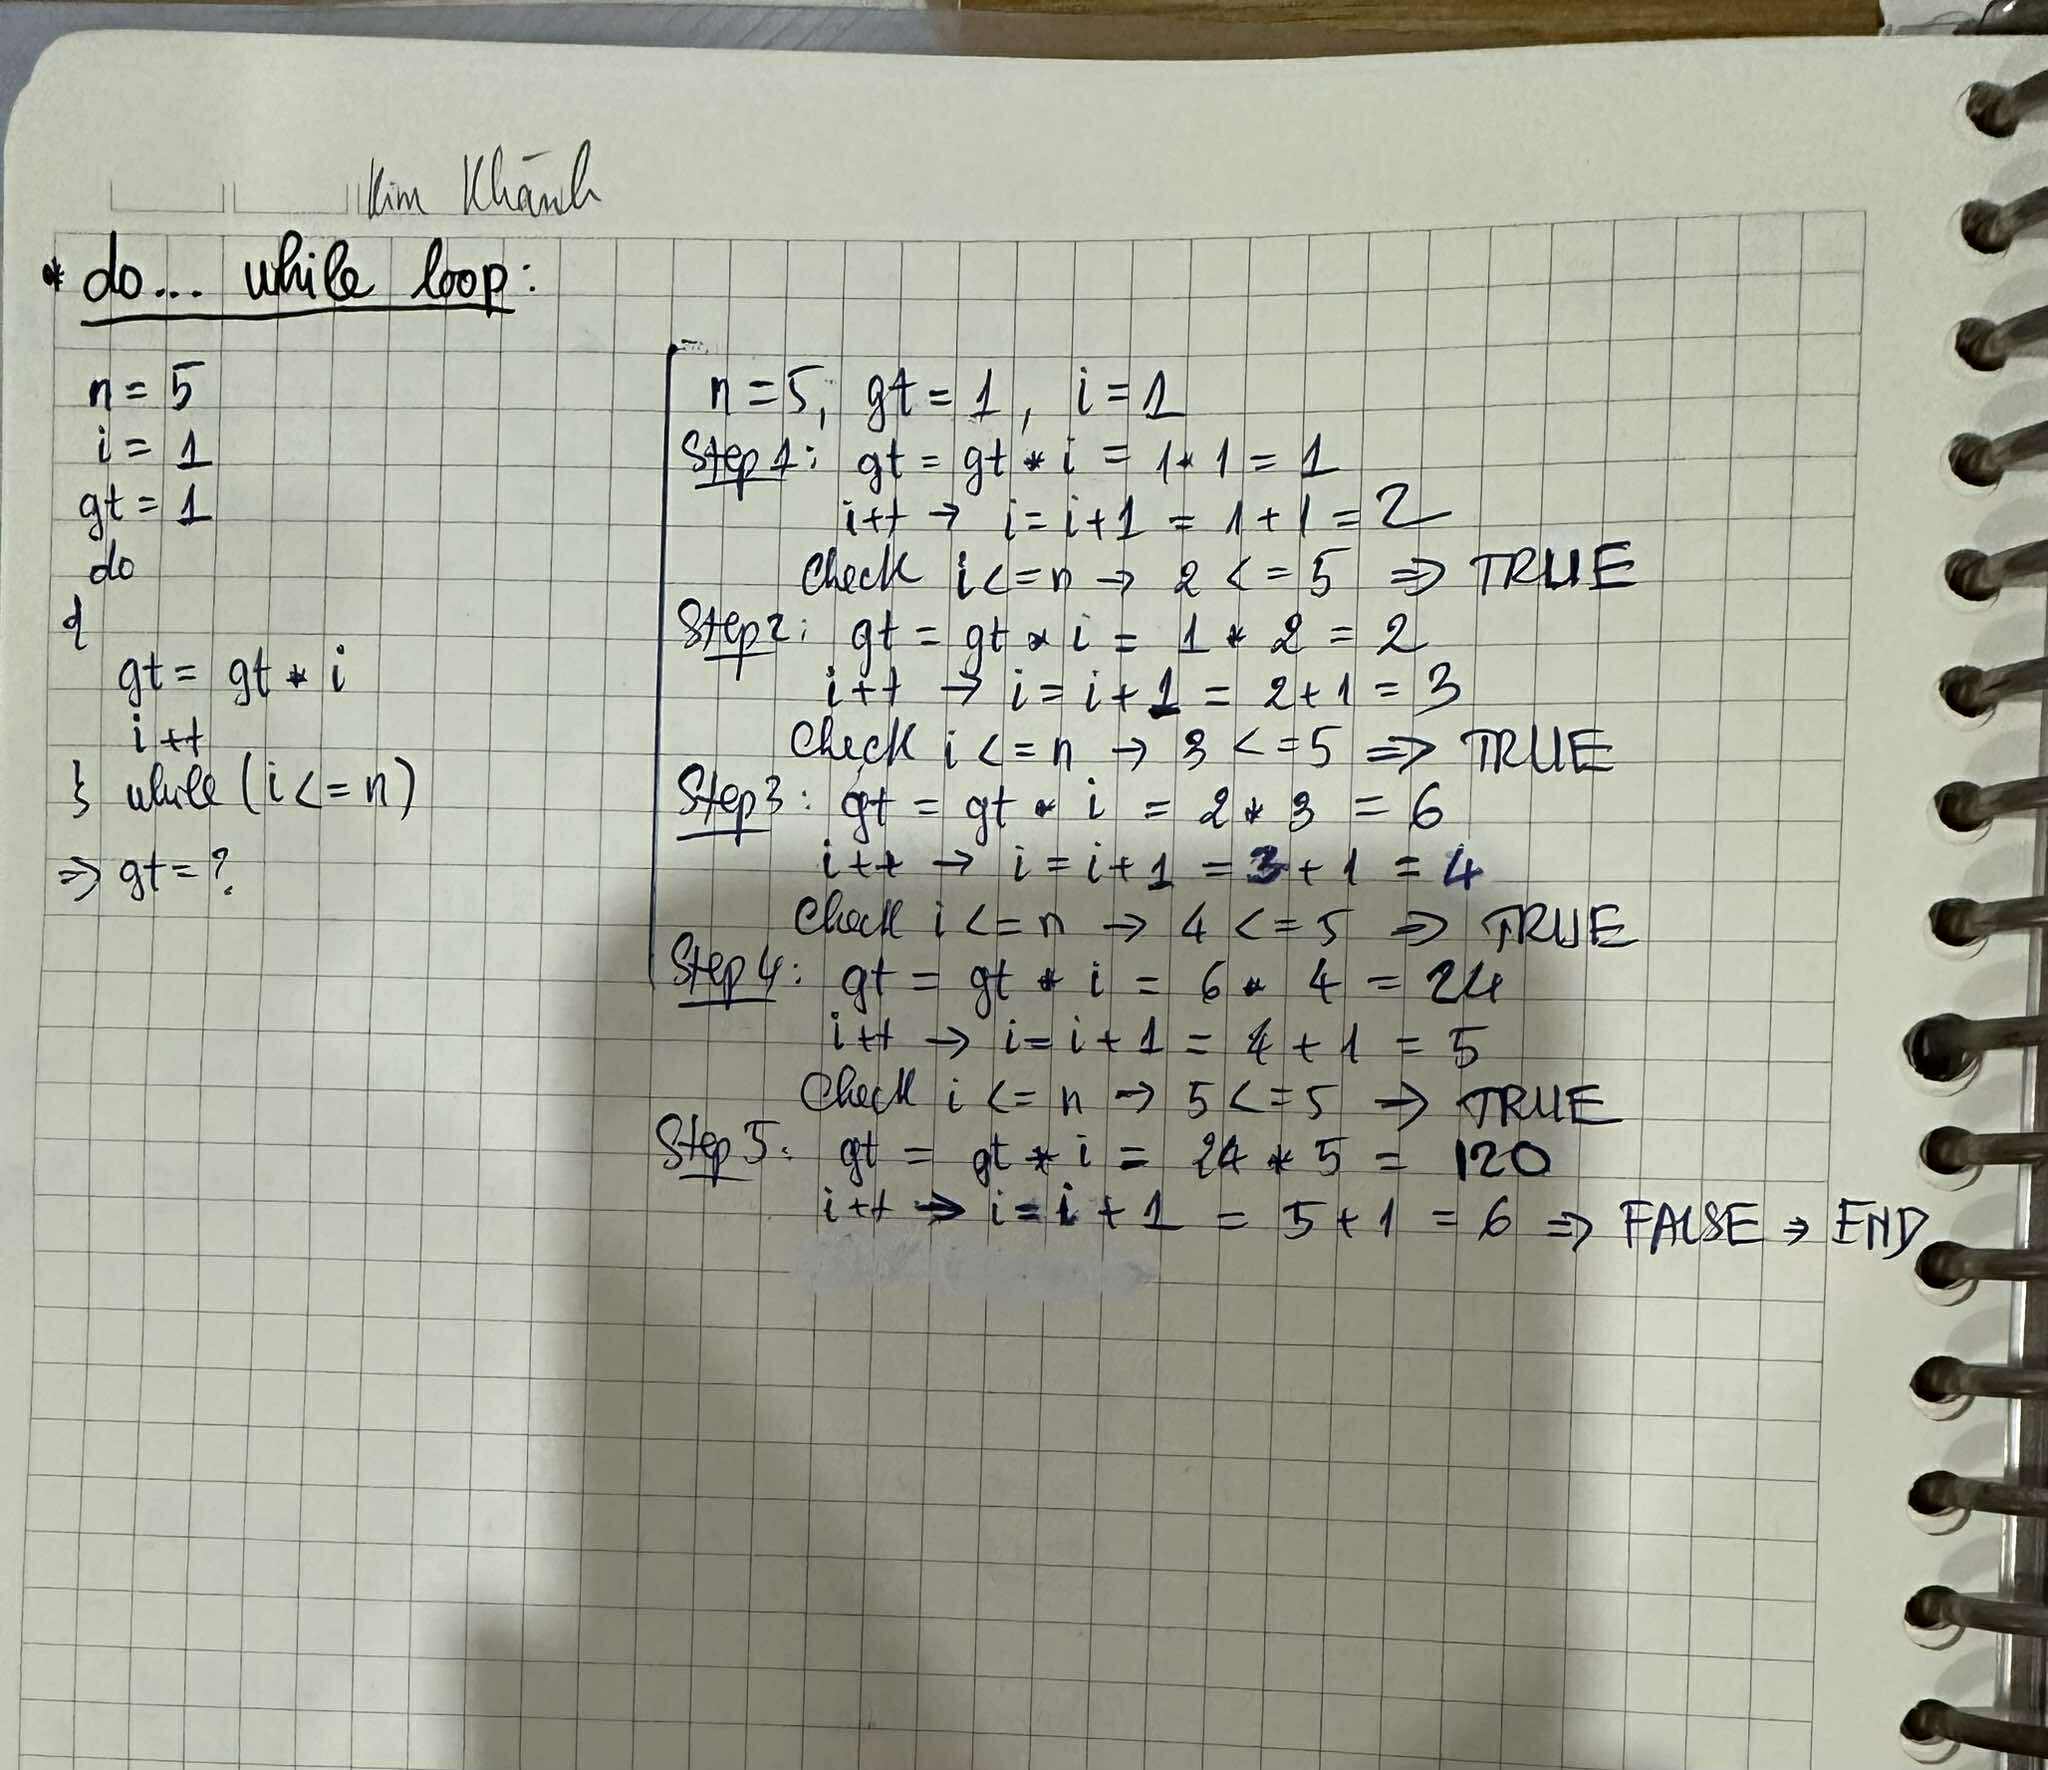 Kim Khánh
* do... while loop:
n = 5
i = 1
gt = 1
do
{
gt = gt * i
i++
} while (i <= n)
=> gt = ?
n = 5, gt = 1, i = 1
Step 1: gt = gt * i = 1 * 1 = 1
i++ → i = i + 1 = 1 + 1 = 2
Check i <= n → 2 <= 5 => TRUE
Step 2: gt = gt * i = 1 * 2 = 2
i++ → i = i + 1 = 2 + 1 = 3
Check i <= n → 3 <= 5 => TRUE
Step 3: gt = gt * i = 2 * 3 = 6
i++ → i = i + 1 = 3 + 1 = 4
Check i <= n → 4 <= 5 => TRUE
Step 4: gt = gt * i = 6 * 4 = 24
i++ → i = i + 1 = 4 + 1 = 5
Check i <= n → 5 <= 5 => TRUE
Step 5: gt = gt * i = 24 * 5 = 120
i++ → i = i + 1 = 5 + 1 = 6 => FALSE → END